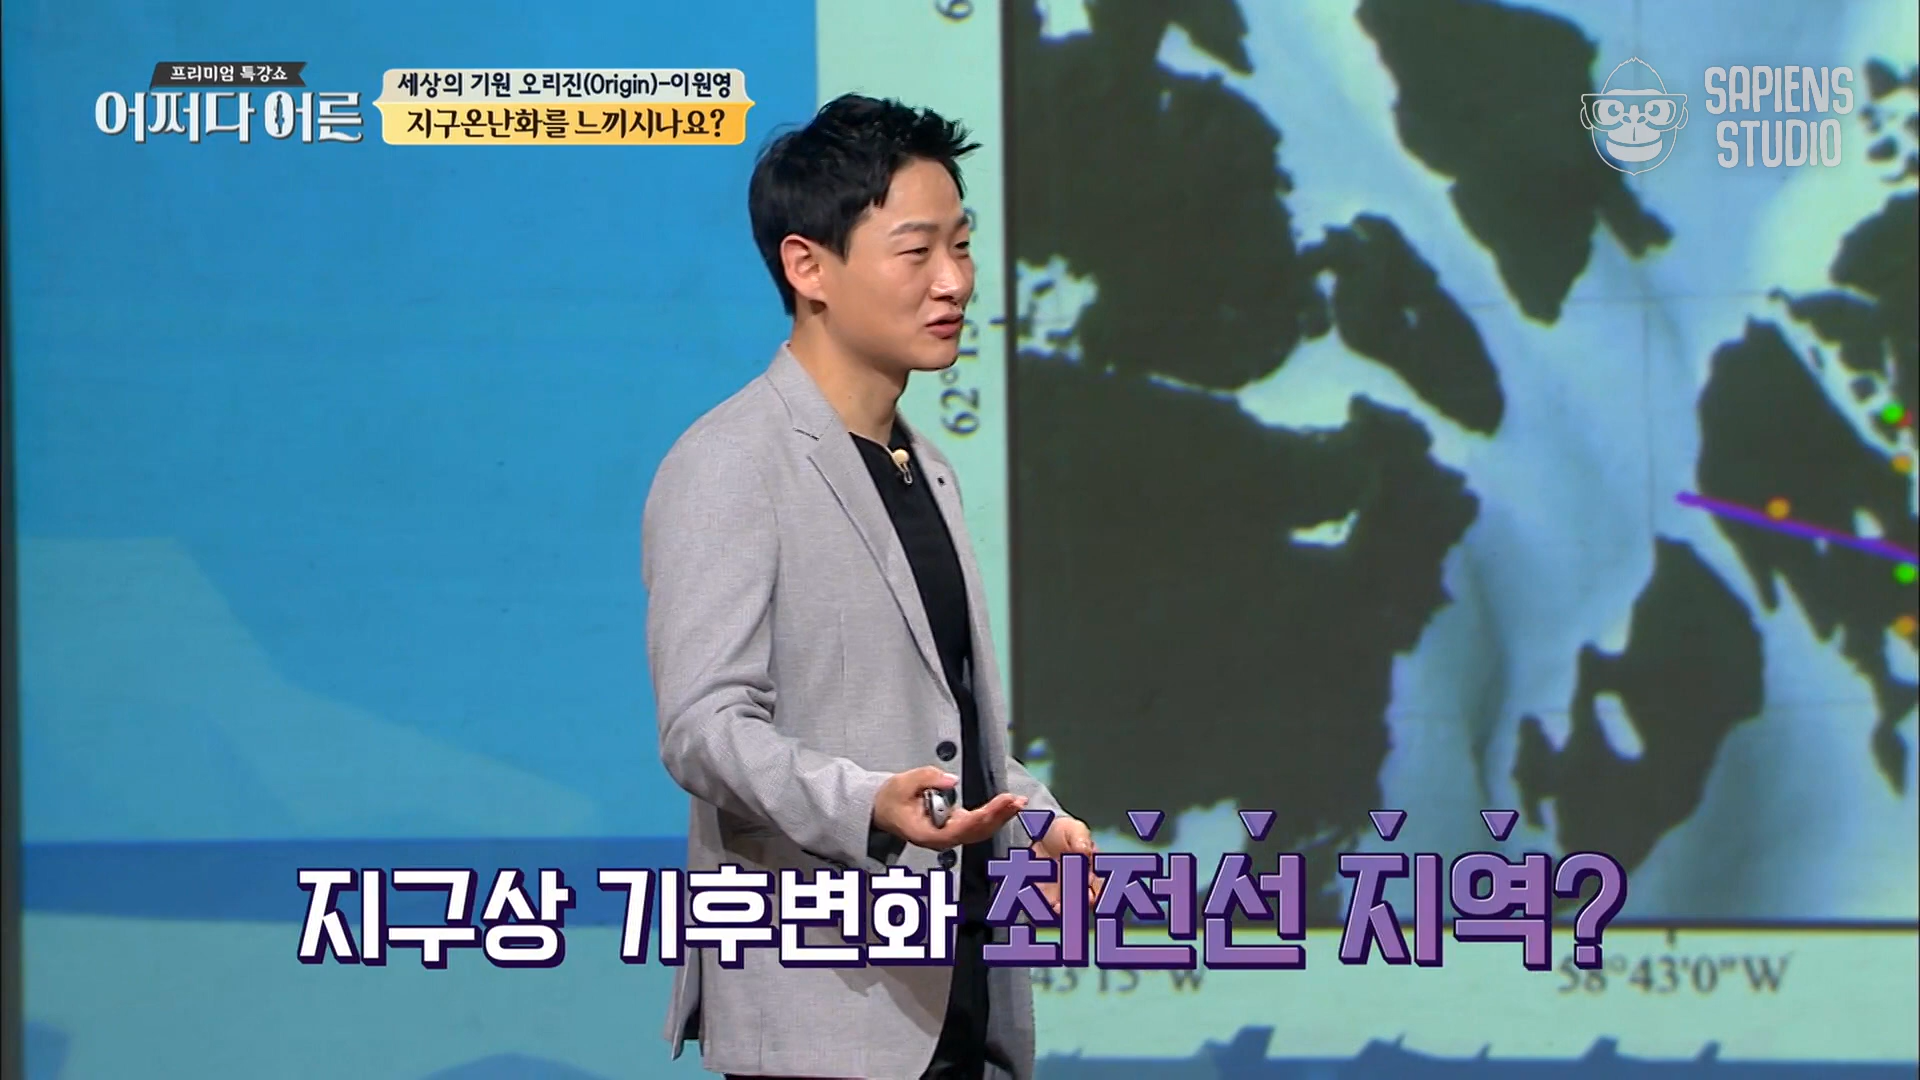 프리미엄 특강쇼
어쩌다 어른
세상의 기원 오리진(Origin)-이원영
지구온난화를 느끼시나요?
SAPIENS
STUDIO
지구상 기후변화 최전선 지역?
58°43'0"W